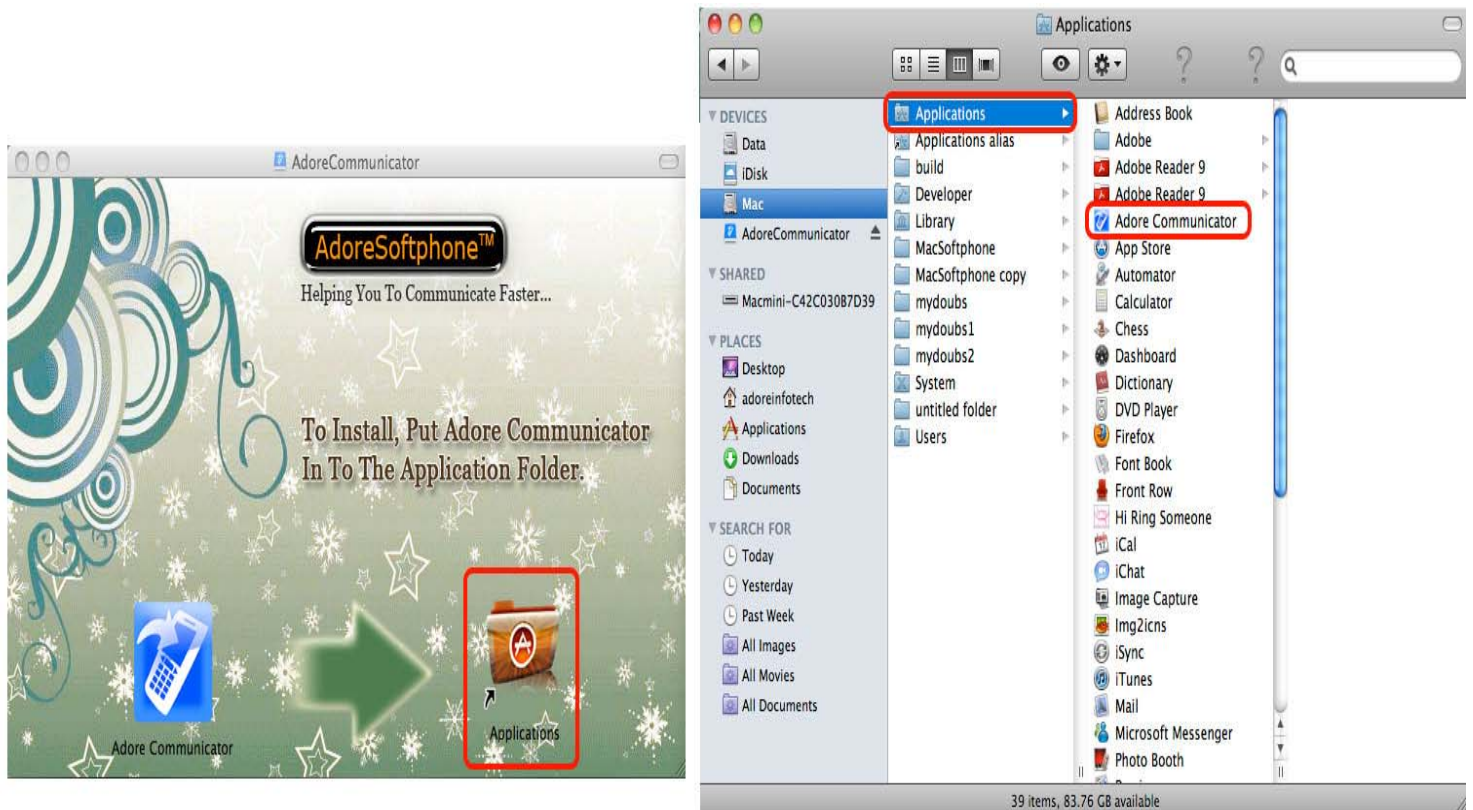 AdoreCommunicator
AdoreSoftphone™
Helping You To Communicate Faster...
To Install, Put Adore Communicator
In To The Application Folder.
Adore Communicator
Applications
Applications
DEVICES
Data
iDisk
Mac
AdoreCommunicator
SHARED
Macmini-C42C030B7D39
PLACES
Desktop
adoreinfotech
Applications
Downloads
Documents
SEARCH FOR
Today
Yesterday
Past Week
All Images
All Movies
All Documents
Applications
Applications alias
build
Developer
Library
MacSoftphone
MacSoftphone copy
mydoubs
mydoubs1
mydoubs2
System
untitled folder
Users
Address Book
Adobe
Adobe Reader 9
Adobe Reader 9
Adore Communicator
App Store
Automator
Calculator
Chess
Dashboard
Dictionary
DVD Player
Firefox
Font Book
Front Row
Hi Ring Someone
iCal
iChat
Image Capture
Img2icns
iSync
iTunes
Mail
Microsoft Messenger
Photo Booth
39 items, 83.76 GB available